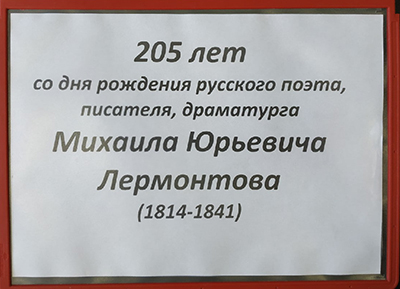 205 лет
со дня рождения русского поэта,
писателя, драматурга
Михаила Юрьевича
Лермонтова
(1814-1841)